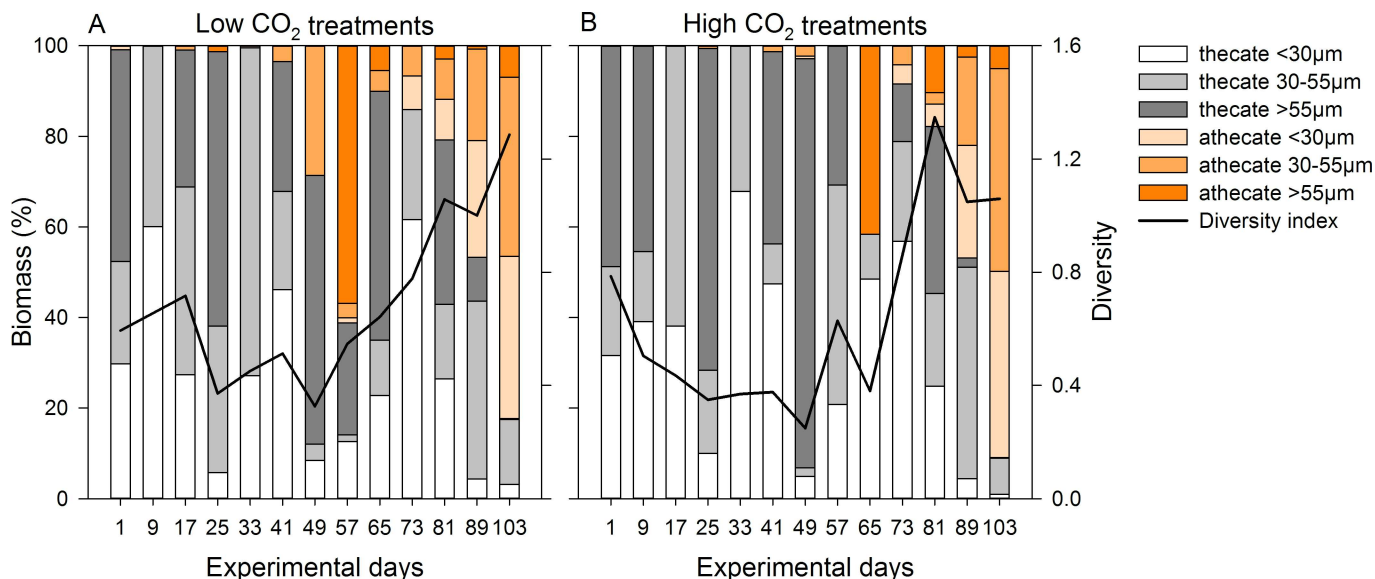 A
Low CO₂ treatments
B
High CO₂ treatments
100
80
60
40
20
0
Biomass (%)
1 9 17 25 33 41 49 57 65 73 81 89 103
Experimental days
1 9 17 25 33 41 49 57 65 73 81 89 103
Experimental days
1.6
1.2
0.8
0.4
0.0
Diversity
thecate <30µm
thecate 30-55µm
thecate >55µm
athecate <30µm
athecate 30-55µm
athecate >55µm
Diversity index